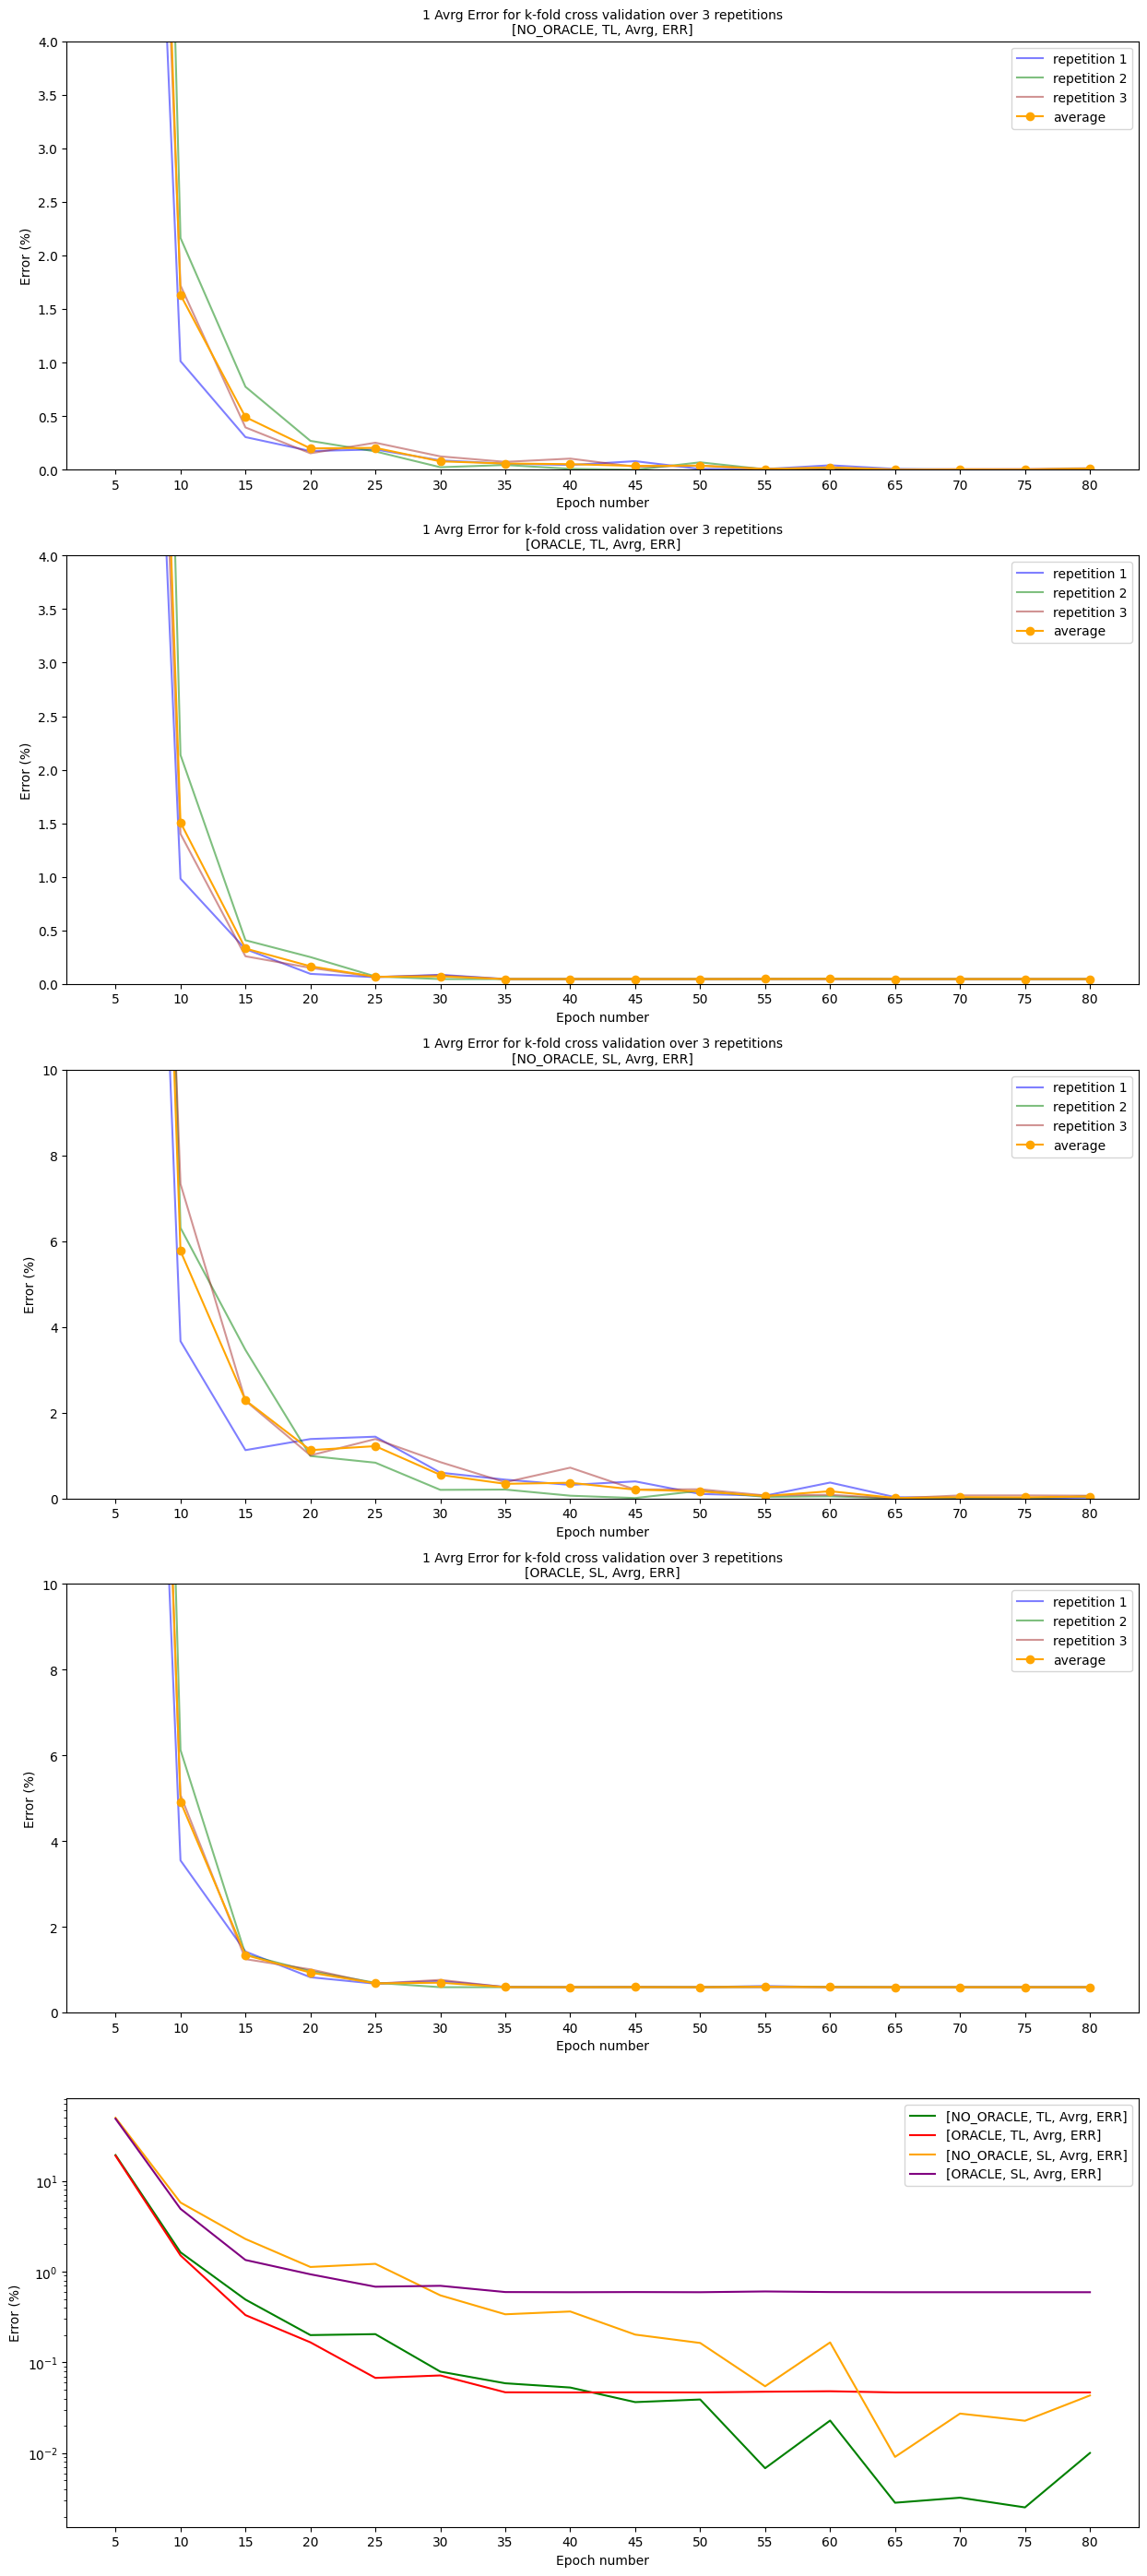 1 Avrg Error for k-fold cross validation over 3 repetitions
[NO_ORACLE, TL, Avrg, ERR]
4.0
3.5
3.0
2.5
2.0
1.5
1.0
0.5
0.0
Error (%)
repetition 1
repetition 2
repetition 3
average
5 10 15 20 25 30 35 40 45 50 55 60 65 70 75 80
Epoch number
1 Avrg Error for k-fold cross validation over 3 repetitions
[ORACLE, TL, Avrg, ERR]
4.0
3.5
3.0
2.5
2.0
1.5
1.0
0.5
0.0
Error (%)
repetition 1
repetition 2
repetition 3
average
5 10 15 20 25 30 35 40 45 50 55 60 65 70 75 80
Epoch number
1 Avrg Error for k-fold cross validation over 3 repetitions
[NO_ORACLE, SL, Avrg, ERR]
10
8
6
4
2
0
Error (%)
repetition 1
repetition 2
repetition 3
average
5 10 15 20 25 30 35 40 45 50 55 60 65 70 75 80
Epoch number
1 Avrg Error for k-fold cross validation over 3 repetitions
[ORACLE, SL, Avrg, ERR]
10
8
6
4
2
0
Error (%)
repetition 1
repetition 2
repetition 3
average
5 10 15 20 25 30 35 40 45 50 55 60 65 70 75 80
Epoch number
[NO_ORACLE, TL, Avrg, ERR]
[ORACLE, TL, Avrg, ERR]
[NO_ORACLE, SL, Avrg, ERR]
[ORACLE, SL, Avrg, ERR]
10¹
10⁰
10⁻¹
10⁻²
Error (%)
5 10 15 20 25 30 35 40 45 50 55 60 65 70 75 80
Epoch number